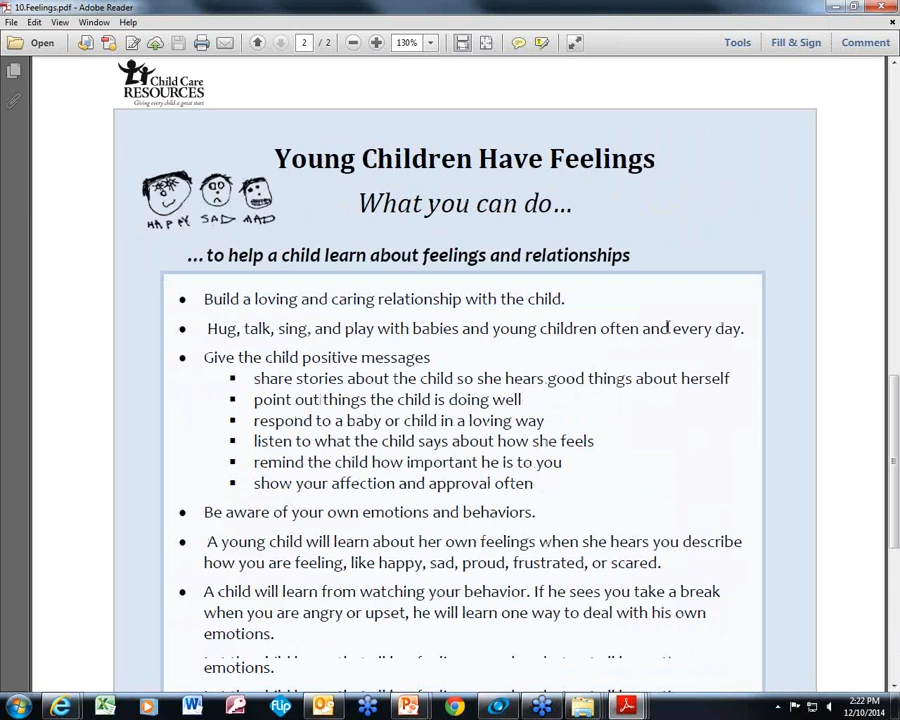 10.Feelings.pdf - Adobe Reader
File Edit View Window Help
Open 2 / 2 130% Tools Fill & Sign Comment
Child Care
RESOURCES
Giving every child a great start
Young Children Have Feelings
What you can do...
HAPPY SAD MAD
...to help a child learn about feelings and relationships
• Build a loving and caring relationship with the child.
• Hug, talk, sing, and play with babies and young children often and every day.
• Give the child positive messages
▪ share stories about the child so she hears good things about herself
▪ point out things the child is doing well
▪ respond to a baby or child in a loving way
▪ listen to what the child says about how she feels
▪ remind the child how important he is to you
▪ show your affection and approval often
• Be aware of your own emotions and behaviors.
• A young child will learn about her own feelings when she hears you describe
how you are feeling, like happy, sad, proud, frustrated, or scared.
• A child will learn from watching your behavior. If he sees you take a break
when you are angry or upset, he will learn one way to deal with his own
emotions.
emotions.
flip
2:22 PM
12/10/2014